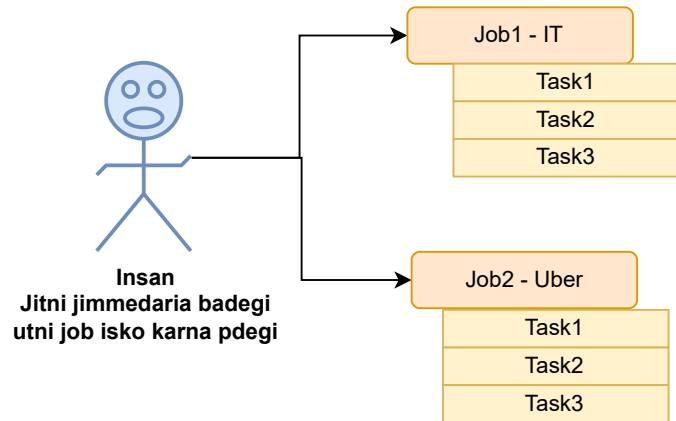 Job1 - IT
Task1
Task2
Task3
Insan
Jitni jimmedaria badegi
utni job isko karna pdegi
Job2 - Uber
Task1
Task2
Task3